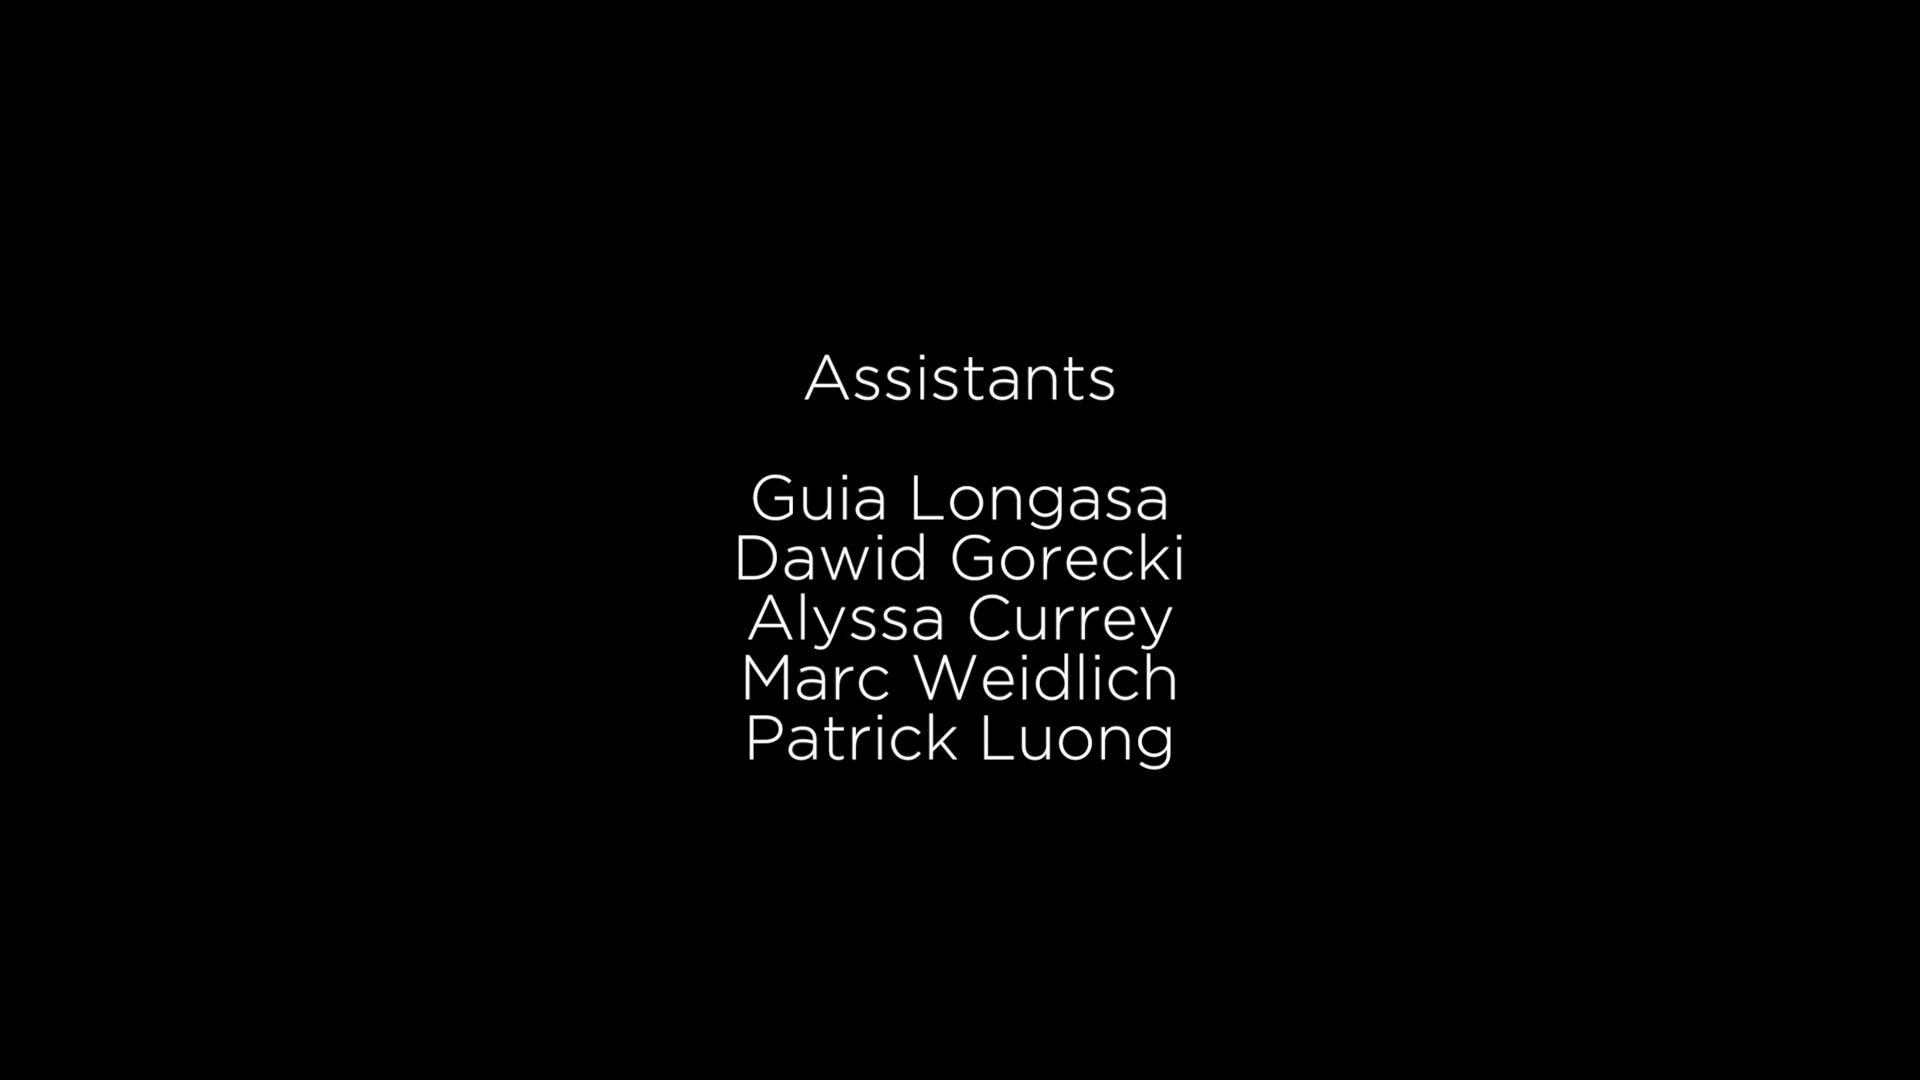 Assistants
Guia Longasa
Dawid Gorecki
Alyssa Currey
Marc Weidlich
Patrick Luong